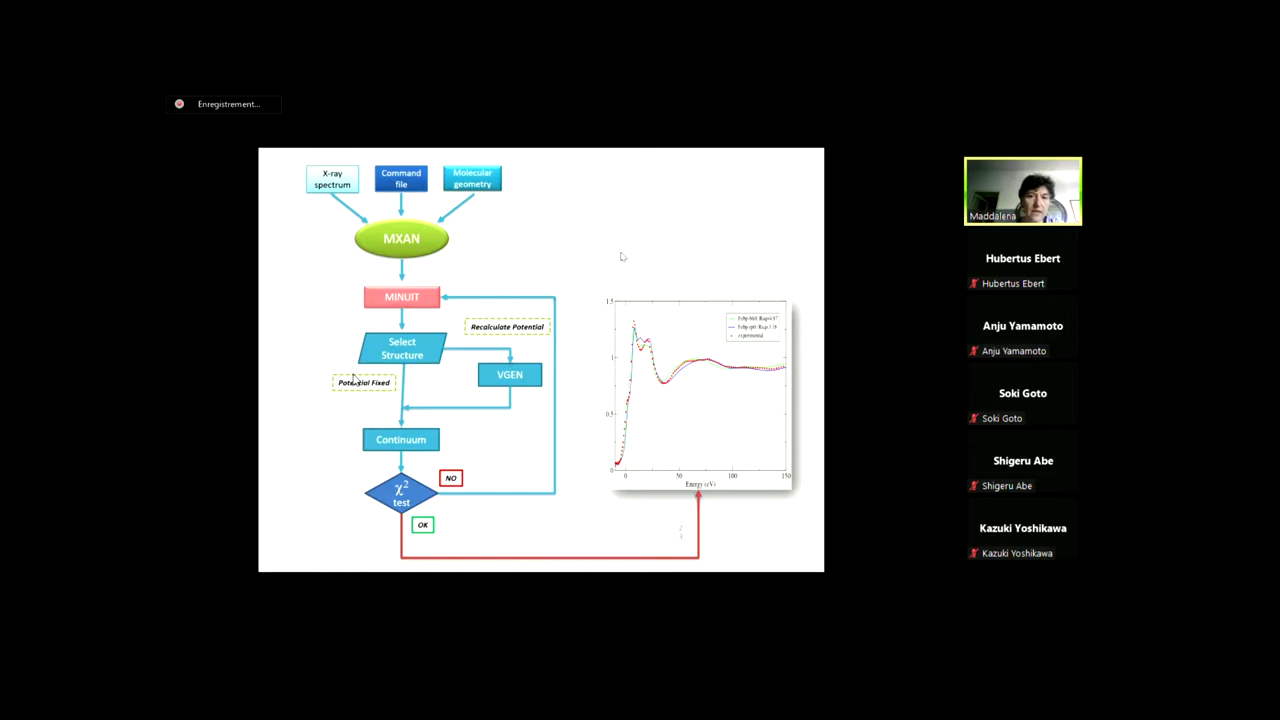 Enregistrement...
X-ray
spectrum
Command
file
Molecular
geometry
MXAN
MINUIT
Recalculate Potential
Select
Structure
VGEN
Potential Fixed
Continuum
χ²
test
NO
OK
1.5
1
0.5
0
0
50
100
150
Energy (eV)
experimental
Maddalena
Hubertus Ebert
Hubertus Ebert
Anju Yamamoto
Anju Yamamoto
Soki Goto
Soki Goto
Shigeru Abe
Shigeru Abe
Kazuki Yoshikawa
Kazuki Yoshikawa